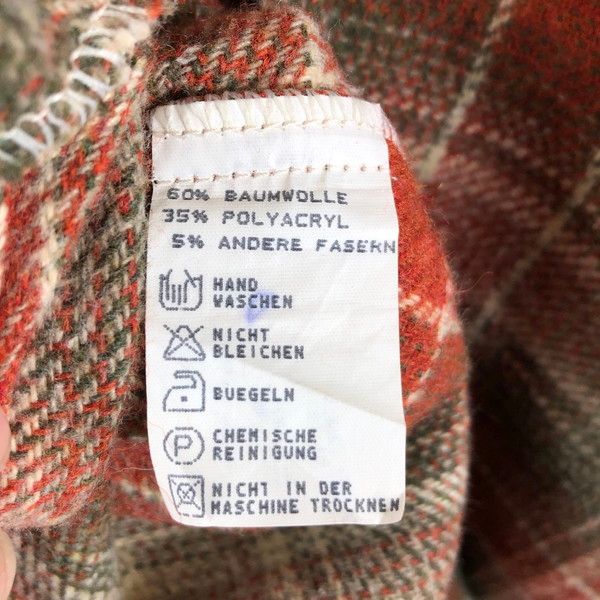 60% BAUMWOLLE
35% POLYACRYL
5% ANDERE FASERN
HAND
WASCHEN
NICHT
BLEICHEN
BUEGELN
P
CHEMISCHE
REINIGUNG
NICHT IN DER
MASCHINE TROCKNEN